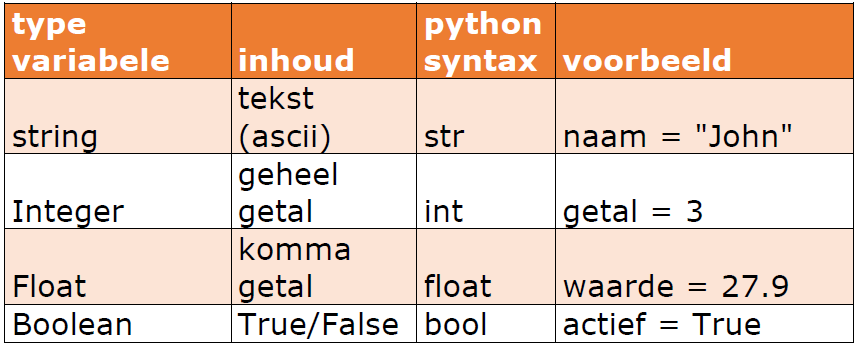 type variabele inhoud python syntax voorbeeld
string tekst (ascii) str naam = "John"
Integer geheel getal int getal = 3
Float komma getal float waarde = 27.9
Boolean True/False bool actief = True